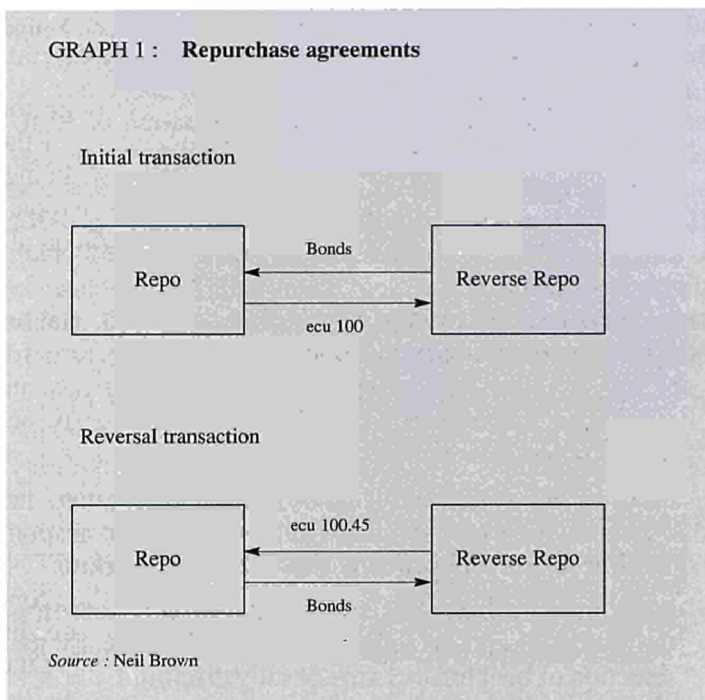 GRAPH 1 : Repurchase agreements
Initial transaction
Bonds
Repo
Reverse Repo
ecu 100
Reversal transaction
ecu 100.45
Repo
Reverse Repo
Bonds
Source : Neil Brown